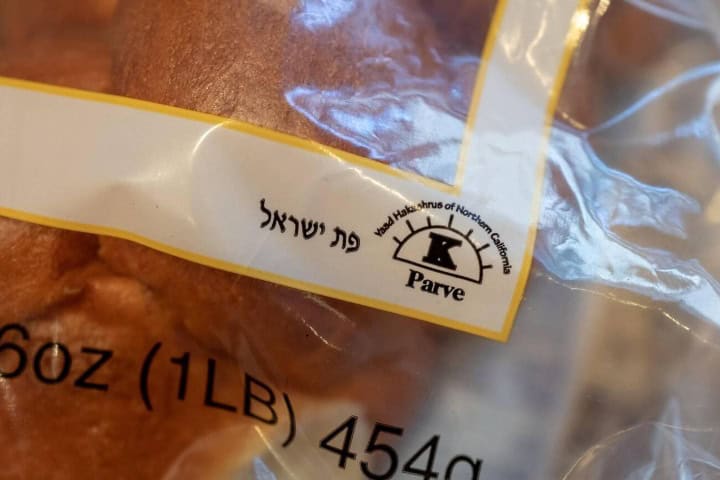 פת ישראל
Vaad Hakashrus of Northern California
K
Parve
6oz (1LB) 454g